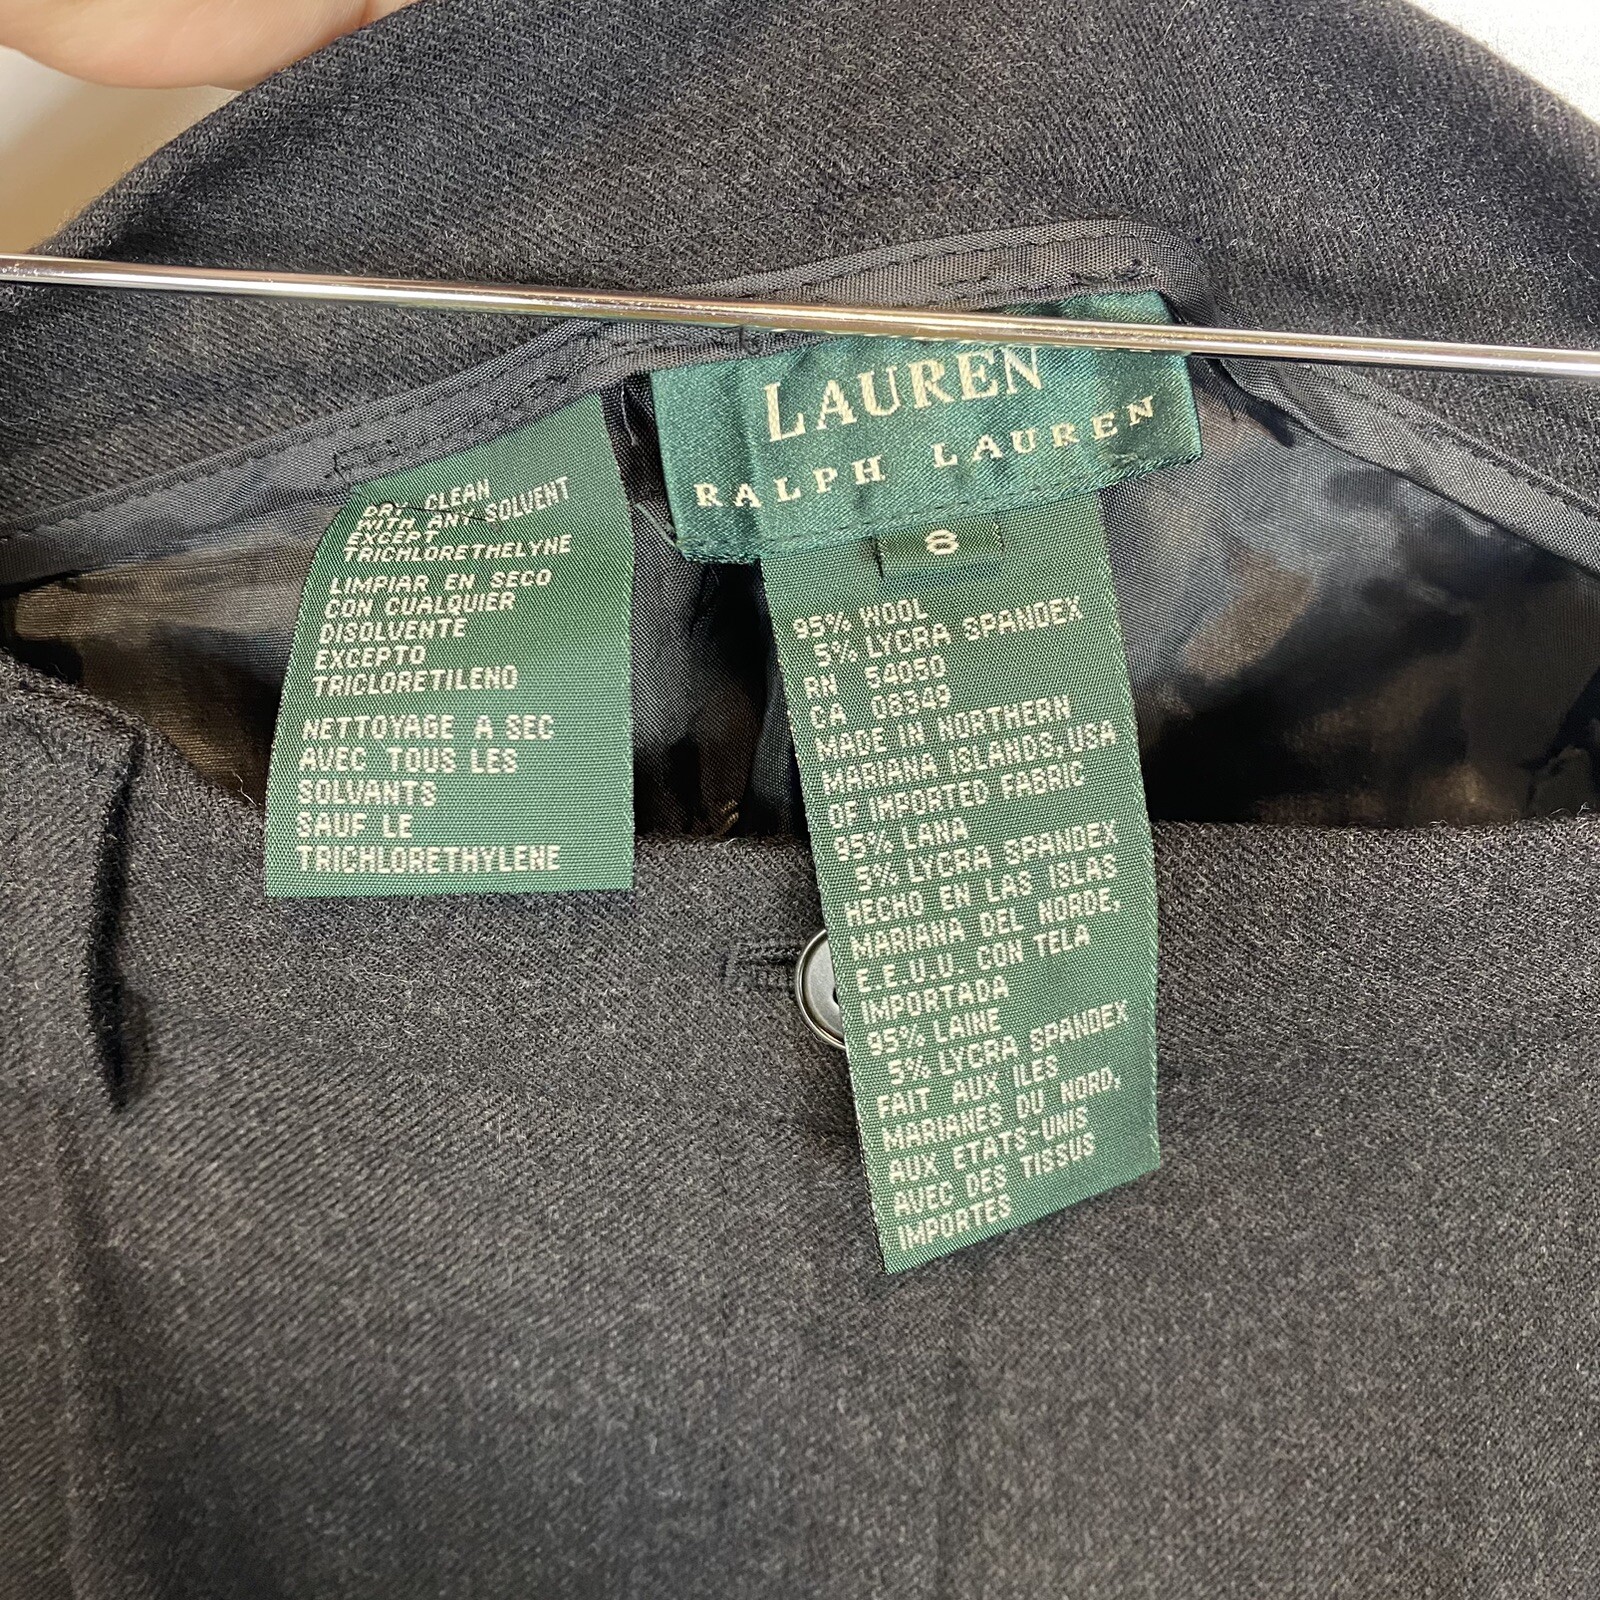 LAUREN
RALPH LAUREN
8
DRY CLEAN
WITH ANY SOLVENT
EXCEPT
TRICHLORETHELYNE
LIMPIAR EN SECO
CON CUALQUIER
DISOLVENTE
EXCEPTO
TRICLORETILENO
NETTOYAGE A SEC
AVEC TOUS LES
SOLVANTS
SAUF LE
TRICHLORETHYLENE
95% WOOL
5% LYCRA SPANDEX
RN 54050
CA 08549
MADE IN NORTHERN
MARIANA ISLANDS, USA
OF IMPORTED FABRIC
95% LANA
5% LYCRA SPANDEX
HECHO EN LAS ISLAS
MARIANA DEL NORDE,
E.E.U.U. CON TELA
IMPORTADA
95% LAINE
5% LYCRA SPANDEX
FAIT AUX ILES
MARIANES DU NORD,
AUX ETATS-UNIS
AVEC DES TISSUS
IMPORTES